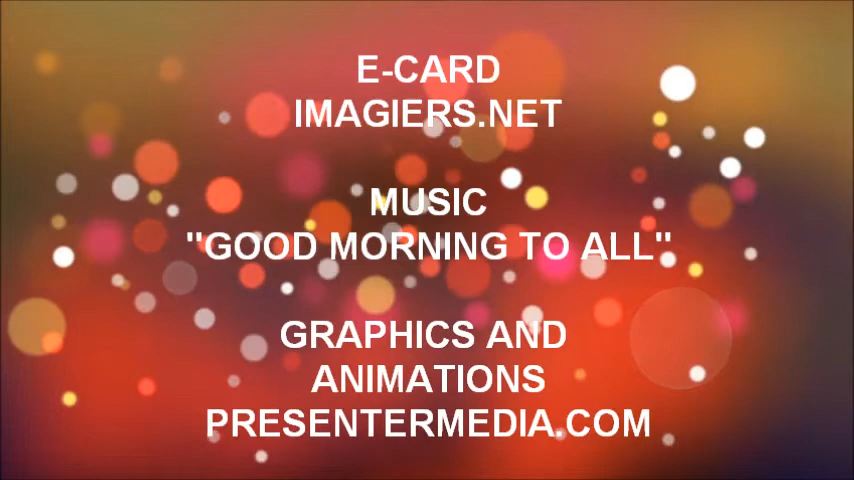 E-CARD
IMAGIERS.NET
MUSIC
"GOOD MORNING TO ALL"
GRAPHICS AND
ANIMATIONS
PRESENTERMEDIA.COM